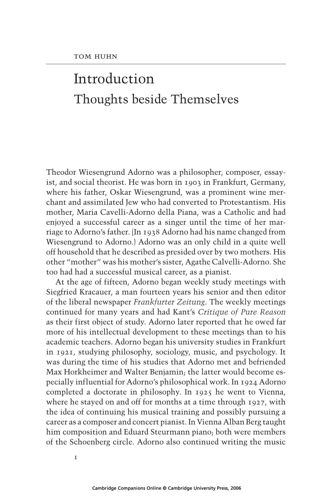 TOM HUHN
Introduction
Thoughts beside Themselves
Theodor Wiesengrund Adorno was a philosopher, composer, essay-
ist, and social theorist. He was born in 1903 in Frankfurt, Germany,
where his father, Oskar Wiesengrund, was a prominent wine mer-
chant and assimilated Jew who had converted to Protestantism. His
mother, Maria Cavelli-Adorno della Piana, was a Catholic and had
enjoyed a successful career as a singer until the time of her mar-
riage to Adorno's father. (In 1938 Adorno had his name changed from
Wiesengrund to Adorno.) Adorno was an only child in a quite well
off household that he described as presided over by two mothers. His
other "mother" was his mother's sister, Agathe Calvelli-Adorno. She
too had had a successful musical career, as a pianist.
At the age of fifteen, Adorno began weekly study meetings with
Siegfried Kracauer, a man fourteen years his senior and then editor
of the liberal newspaper Frankfurter Zeitung. The weekly meetings
continued for many years and had Kant's Critique of Pure Reason
as their first object of study. Adorno later reported that he owed far
more of his intellectual development to these meetings than to his
academic teachers. Adorno began his university studies in Frankfurt
in 1921, studying philosophy, sociology, music, and psychology. It
was during the time of his studies that Adorno met and befriended
Max Horkheimer and Walter Benjamin; the latter would become es-
pecially influential for Adorno's philosophical work. In 1924 Adorno
completed a doctorate in philosophy. In 1925 he went to Vienna,
where he stayed on and off for months at a time through 1927, with
the idea of continuing his musical training and possibly pursuing a
career as a composer and concert pianist. In Vienna Alban Berg taught
him composition and Eduard Steurmann piano; both were members
of the Schoenberg circle. Adorno also continued writing the music
1
Cambridge Companions Online © Cambridge University Press, 2006